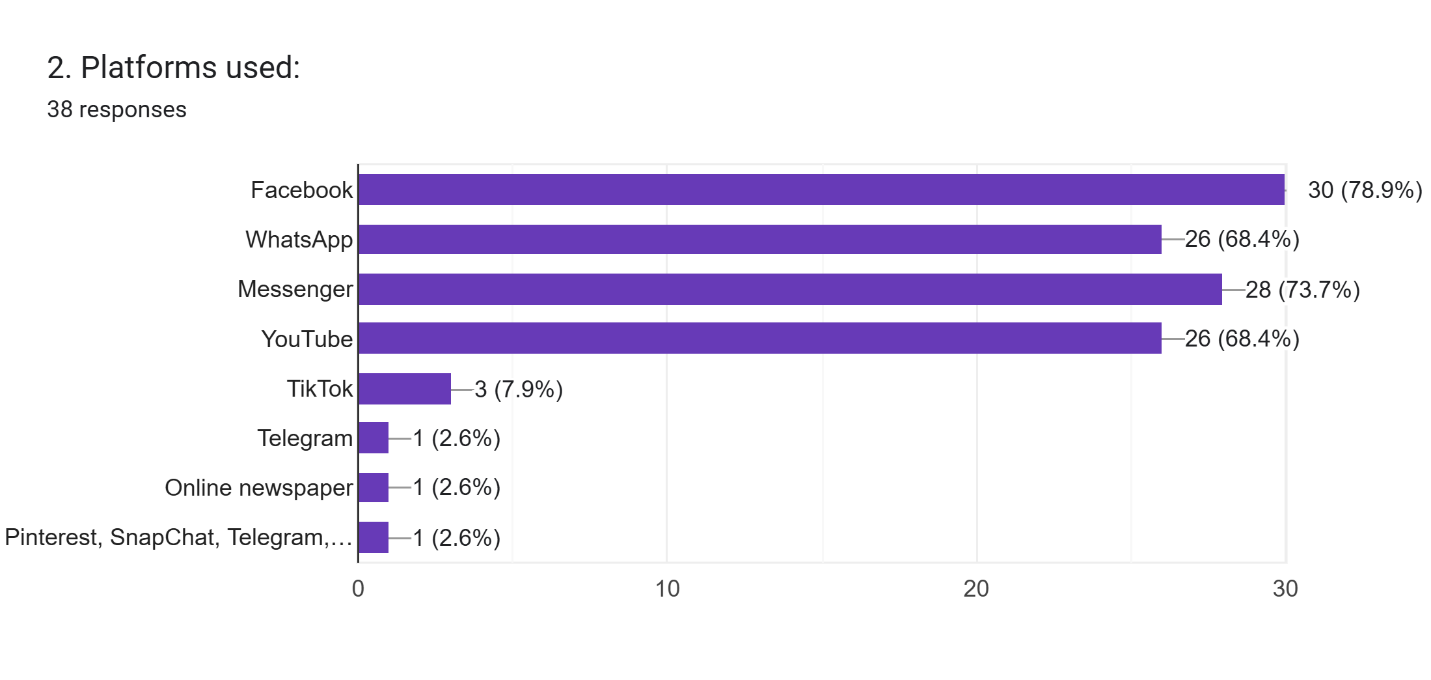 2. Platforms used:
38 responses
Facebook 30 (78.9%)
WhatsApp 26 (68.4%)
Messenger 28 (73.7%)
YouTube 26 (68.4%)
TikTok 3 (7.9%)
Telegram 1 (2.6%)
Online newspaper 1 (2.6%)
Pinterest, SnapChat, Telegram,… 1 (2.6%)
0 10 20 30